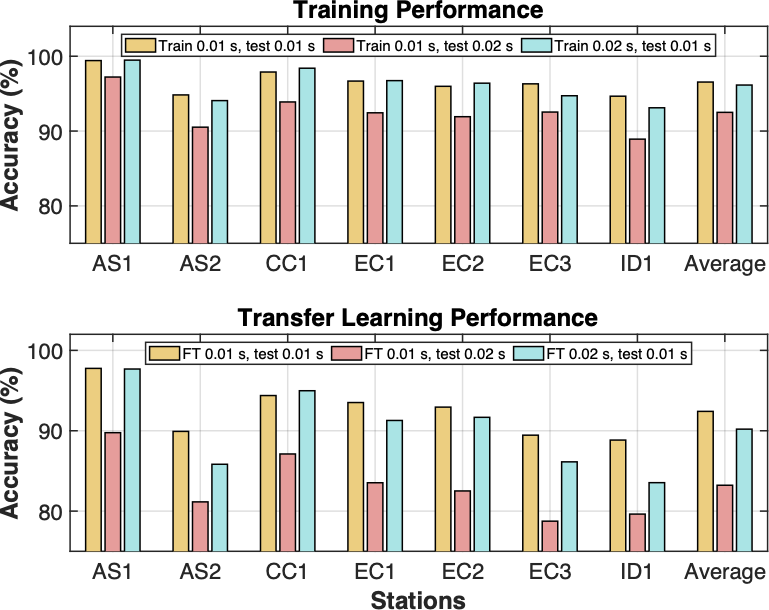 Training Performance
Train 0.01 s, test 0.01 s Train 0.01 s, test 0.02 s Train 0.02 s, test 0.01 s
Accuracy (%)
100
90
80
AS1 AS2 CC1 EC1 EC2 EC3 ID1 Average
Transfer Learning Performance
FT 0.01 s, test 0.01 s FT 0.01 s, test 0.02 s FT 0.02 s, test 0.01 s
Accuracy (%)
100
90
80
AS1 AS2 CC1 EC1 EC2 EC3 ID1 Average
Stations